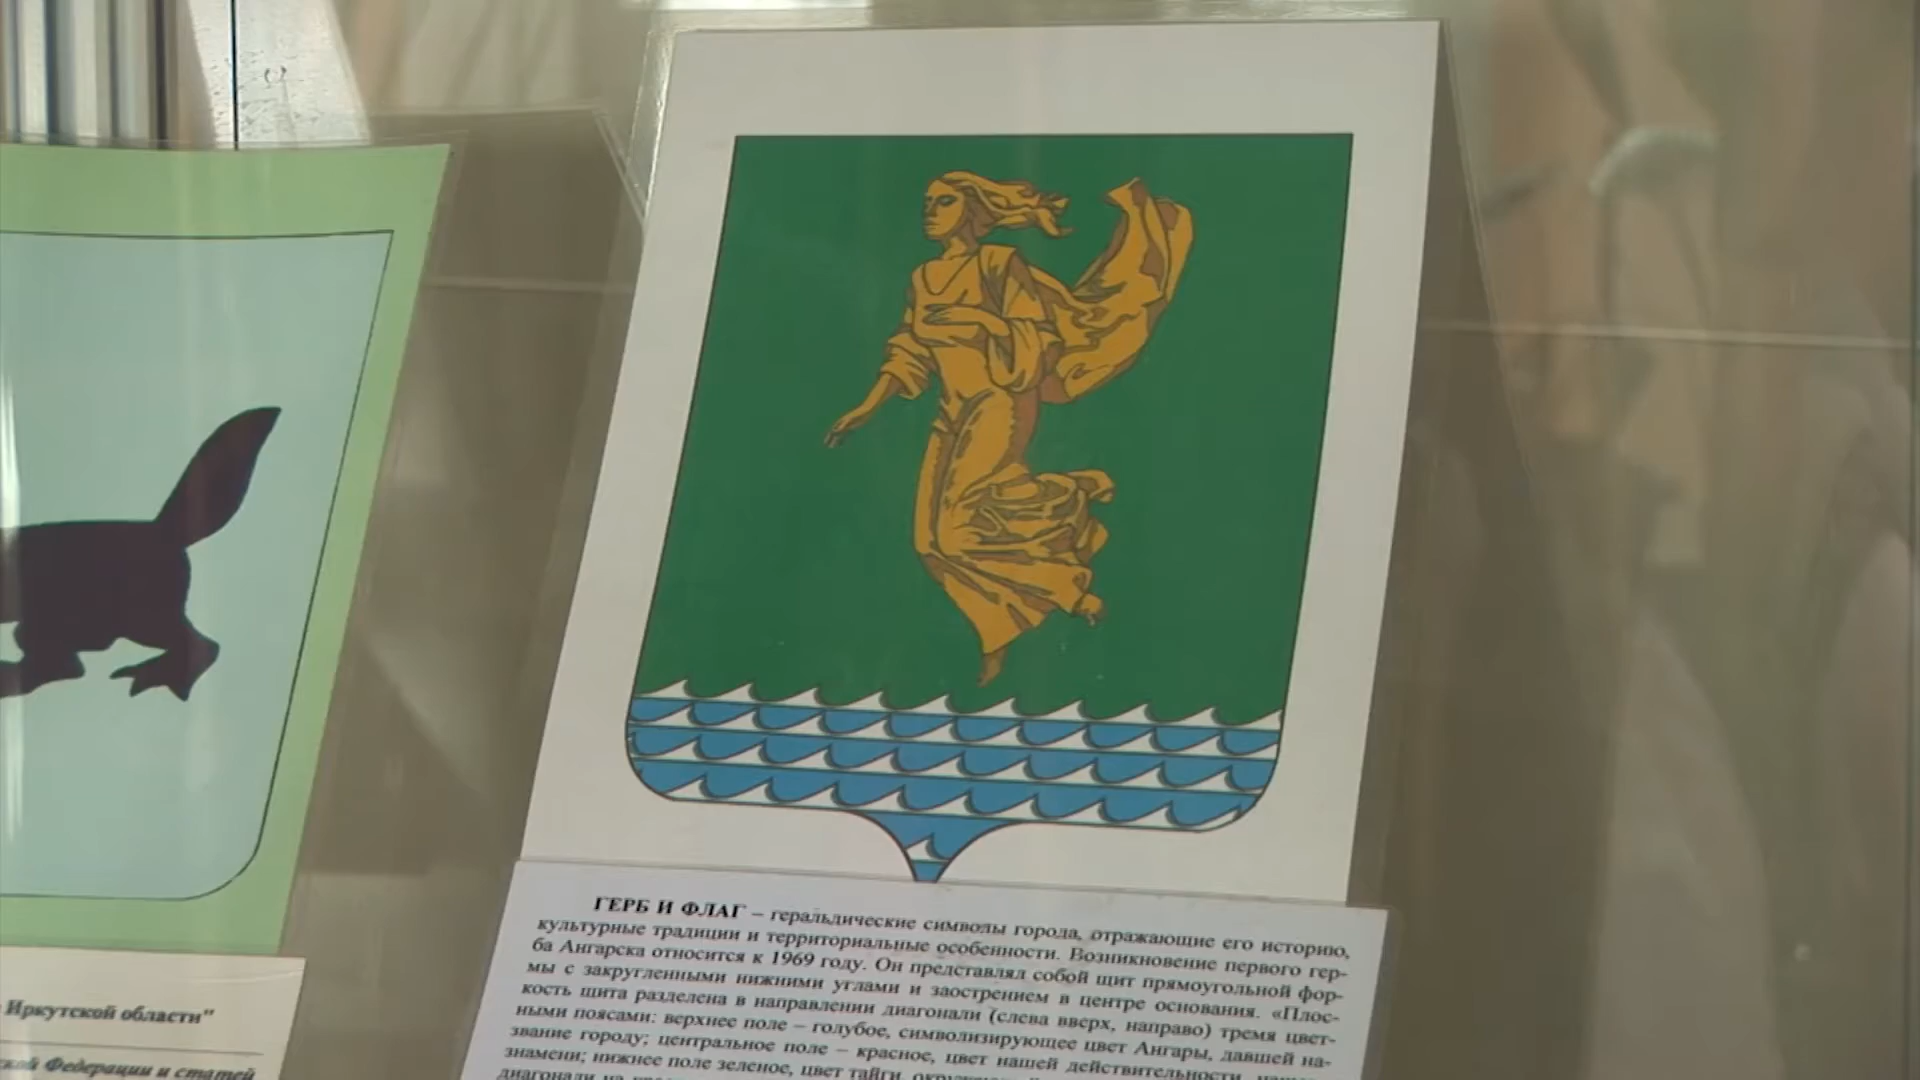 ГЕРБ И ФЛАГ – геральдические символы города, отражающие его историю,
культурные традиции и территориальные особенности. Возникновение первого гер-
ба Ангарска относится к 1969 году. Он представлял собой щит прямоугольной фор-
мы с закругленными нижними углами и заострением в центре основания. «Плос-
кость щита разделена в направлении диагонали (слева вверх, направо) тремя цвет-
ными поясами: верхнее поле – голубое, символизирующее цвет Ангары, давшей на-
звание городу; центральное поле – красное, цвет нашей действительности,
знамени; нижнее поле зеленое, цвет тайги,
диагонали
Иркутской области"
Федерации и статей